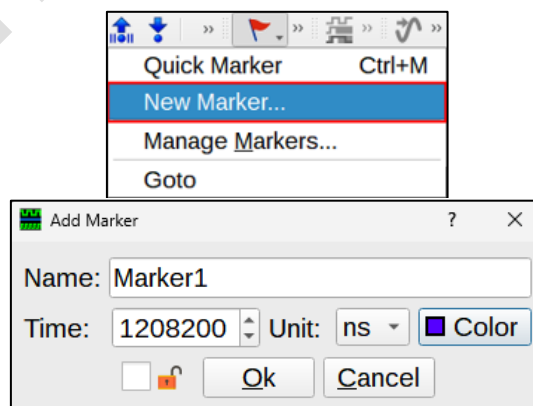 » » » »
Quick Marker Ctrl+M
New Marker...
Manage Markers...
Goto
Add Marker ? ×
Name: Marker1
Time: 1208200 Unit: ns Color
Ok Cancel